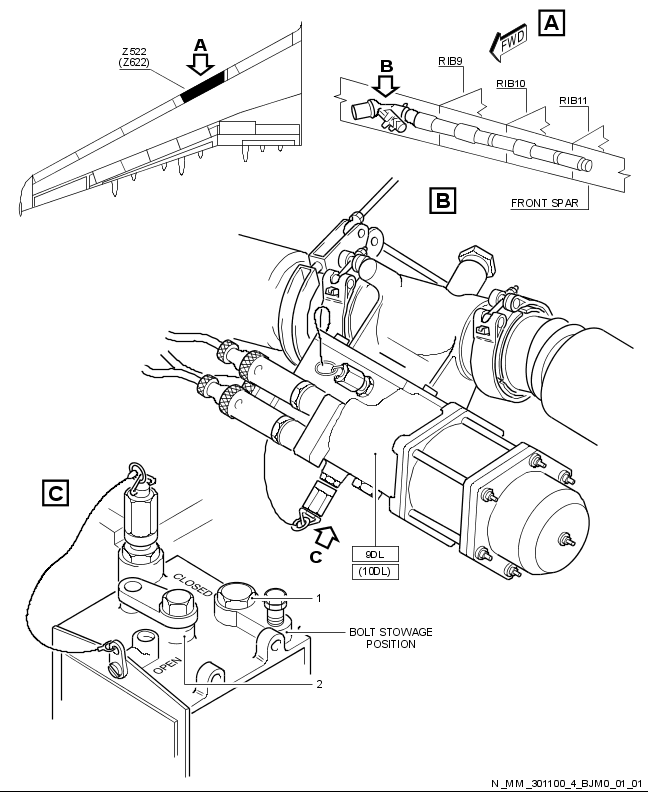 Z522
(Z622)
A
A
FWD
B
RIB9
RIB10
RIB11
FRONT SPAR
B
C
C
9DL
(10DL)
CLOSED
1
BOLT STOWAGE
POSITION
OPEN
2
N_MM_301100_4_BJM0_01_01